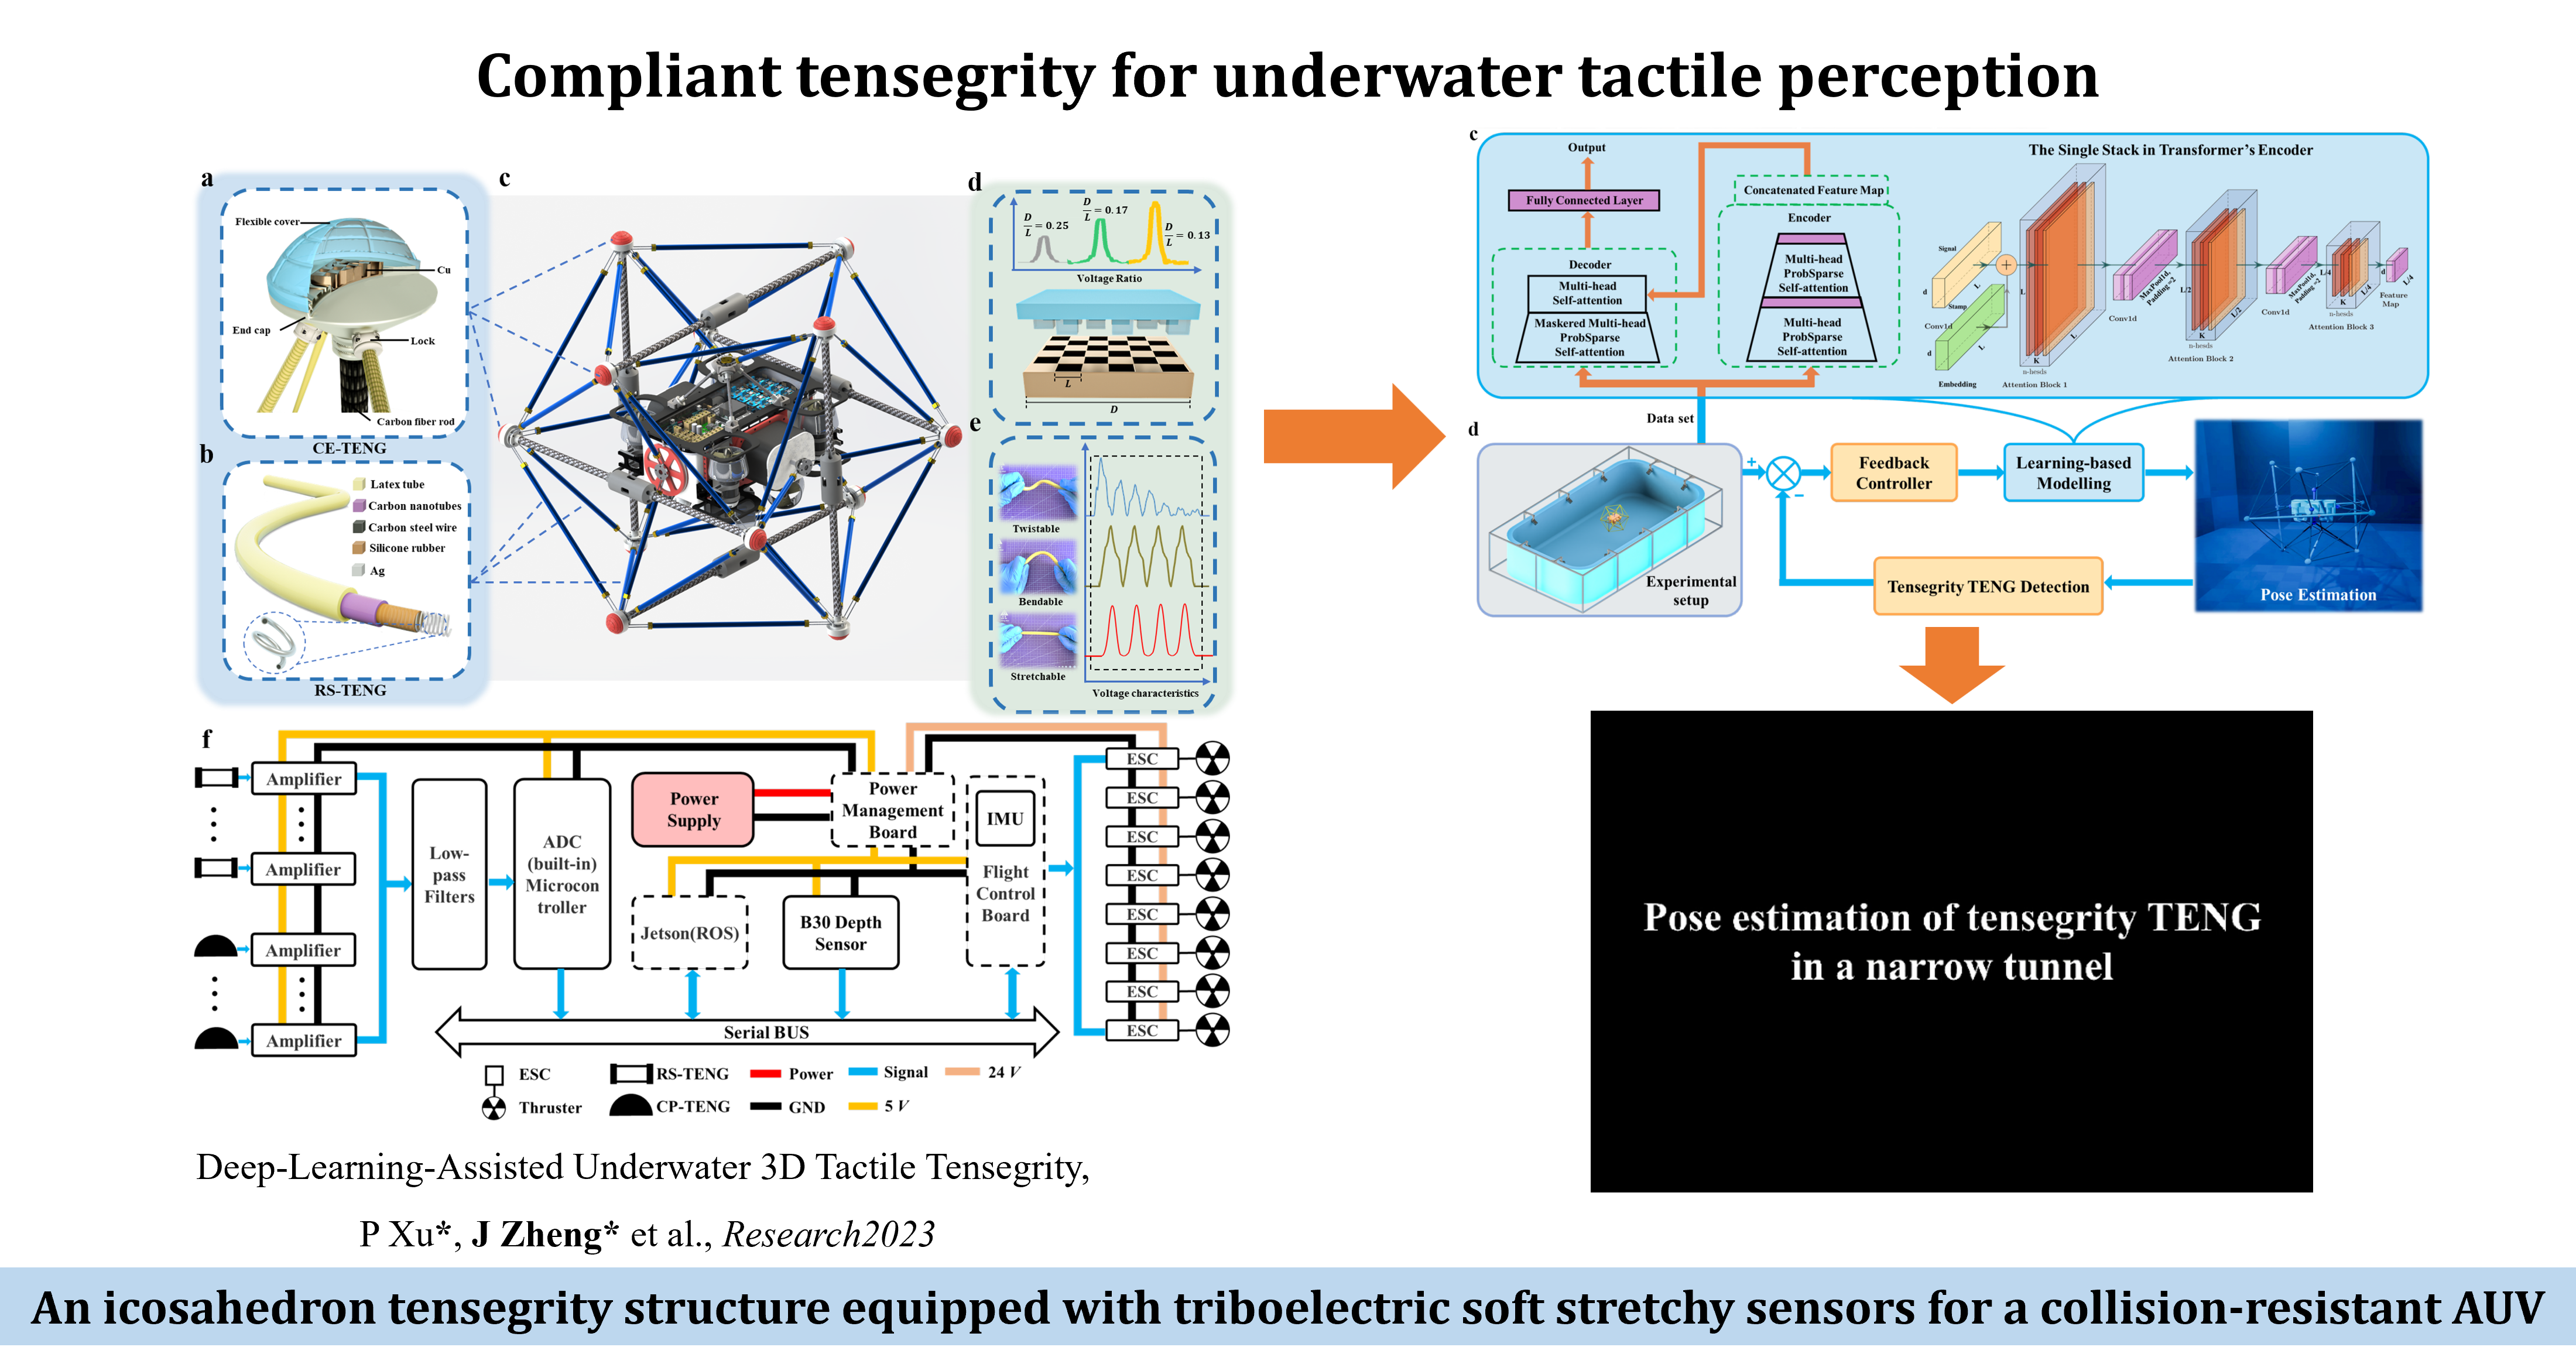 Compliant tensegrity for underwater tactile perception
a
Flexible cover
Cu
End cap
Lock
Carbon fiber rod
CE-TENG
b
Latex tube
Carbon nanotubes
Carbon steel wire
Silicone rubber
Ag
RS-TENG
c
d
D/L = 0.25
D/L = 0.17
D/L = 0.13
Voltage Ratio
L
D
e
Twistable
Bendable
Stretchable
Voltage characteristics
f
Amplifier
Amplifier
Amplifier
Amplifier
Low-
pass
Filters
ADC
(built-in)
Microcon
troller
Power
Supply
Power
Management
Board
Jetson(ROS)
B30 Depth
Sensor
IMU
Flight
Control
Board
ESC
ESC
ESC
ESC
ESC
ESC
ESC
ESC
Serial BUS
ESC
Thruster
RS-TENG
CP-TENG
Power
GND
Signal
5 V
24 V
Deep-Learning-Assisted Underwater 3D Tactile Tensegrity,
P Xu*, J Zheng* et al., Research2023
c
Output
Fully Connected Layer
Decoder
Multi-head
Self-attention
Maskered Multi-head
ProbSparse
Self-attention
Concatenated Feature Map
Encoder
Multi-head
ProbSparse
Self-attention
Multi-head
ProbSparse
Self-attention
The Single Stack in Transformer's Encoder
Signal
d
L
Stamp
Conv1d
d
L
Embedding
L
L
K
n-heads
Attention Block 1
MaxPool1d,
Padding =2
Conv1d
L/2
L/2
K
n-heads
Attention Block 2
MaxPool1d,
Padding =2
Conv1d
L/4
L/4
K
n-heads
Attention Block 3
d
L/4
Feature
Map
Data set
d
Experimental
setup
+
−
Feedback
Controller
Learning-based
Modelling
Tensegrity TENG Detection
Pose Estimation
Pose estimation of tensegrity TENG
in a narrow tunnel
An icosahedron tensegrity structure equipped with triboelectric soft stretchy sensors for a collision-resistant AUV